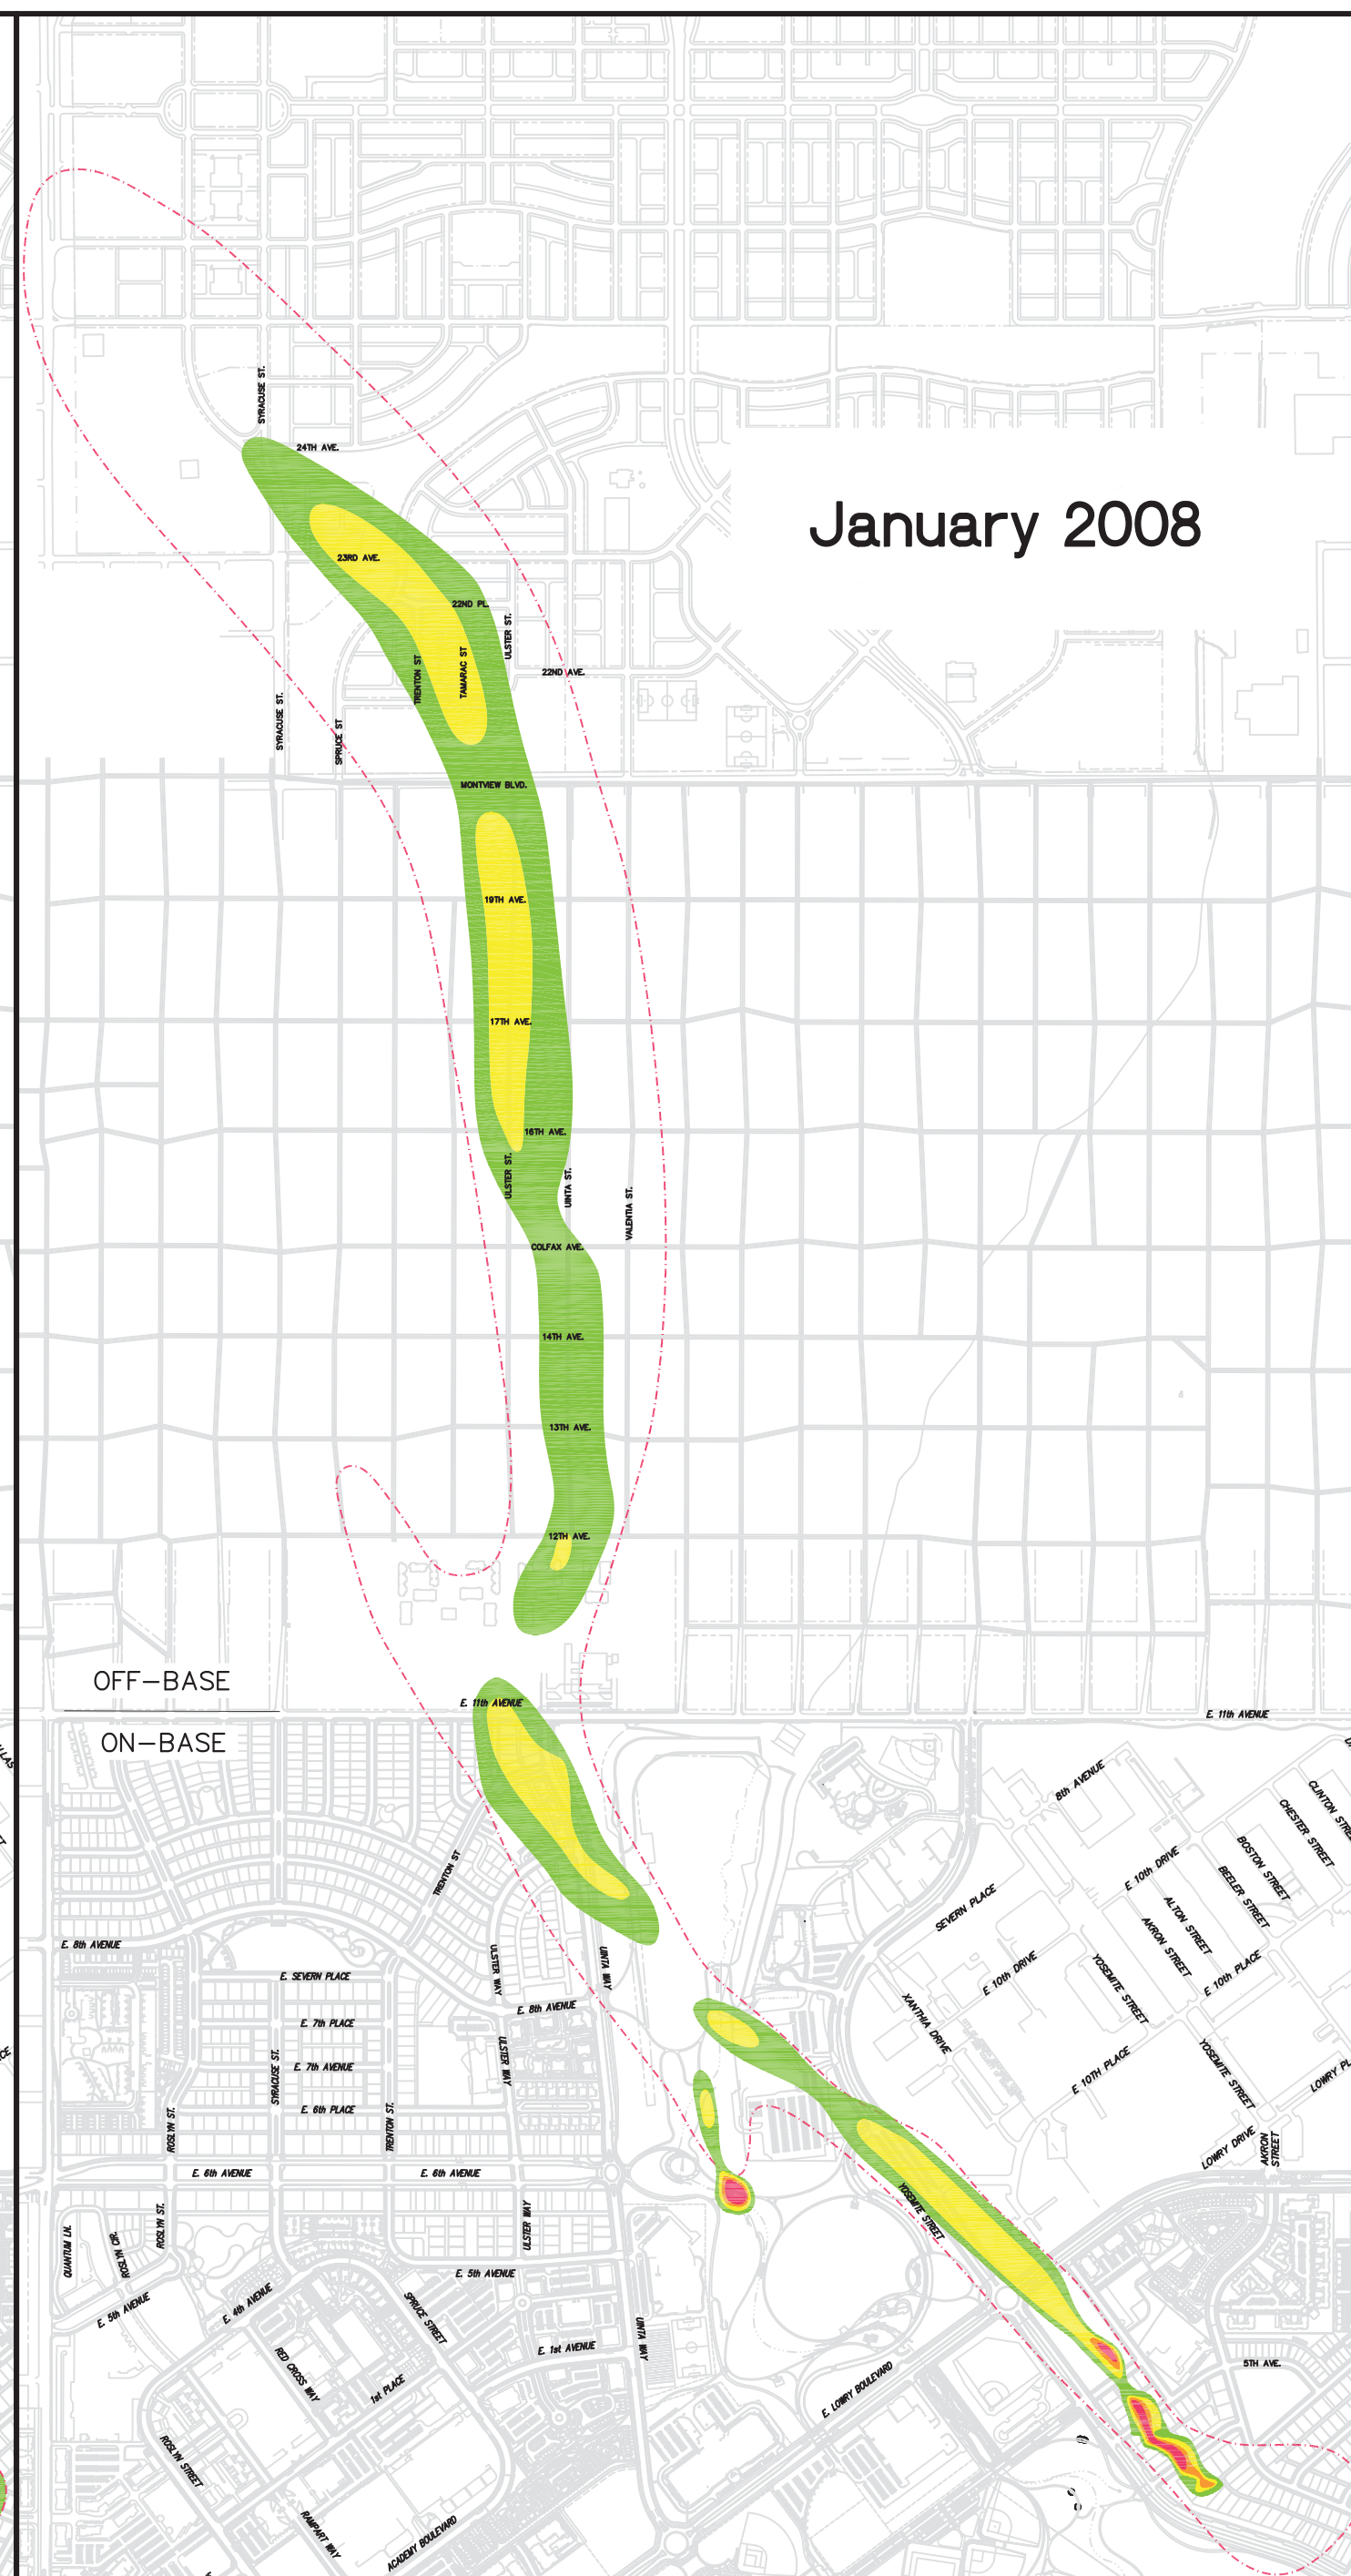 SYRACUSE ST.
24TH AVE.
January 2008
23RD AVE.
22ND PL.
ULSTER ST.
TRENTON ST
TAMARAC ST
22ND AVE.
SYRACUSE ST.
SPRUCE ST
MONTVIEW BLVD.
19TH AVE.
17TH AVE.
16TH AVE.
ULSTER ST.
UINTA ST.
VALENTIA ST.
COLFAX AVE.
14TH AVE.
13TH AVE.
12TH AVE.
OFF-BASE
E. 11th AVENUE
E. 11th AVENUE
ON-BASE
8th AVENUE
CLINTON
CHESTER STREET
BOSTON STREET
BEELER STREET
E 10th DRIVE
ALTON STREET
AKRON STREET
TRENTON ST
SEVERN PLACE
E. 8th AVENUE
ULSTER WAY
UINTA WAY
E 10th DRIVE
YOSEMITE STREET
E 10th PLACE
E. SEVERN PLACE
E. 8th AVENUE
XANTHIA DRIVE
E. 7th PLACE
ULSTER WAY
E. 7th AVENUE
SYRACUSE ST.
E 10TH PLACE
YOSEMITE STREET
LOWRY
E. 6th PLACE
ROSLYN ST.
TRENTON ST.
LOWRY DRIVE
AKRON STREET
E. 6th AVENUE
E. 6th AVENUE
YOSEMITE STREET
ROSLYN ST.
ULSTER WAY
QUANTUM LN.
ROSLYN CIR.
E. 5th AVENUE
E. 5th AVENUE
E. 4th AVENUE
SPRUCE STREET
UINTA WAY
E. 1st AVENUE
5TH AVE.
RED CROSS WAY
1st PLACE
E. LOWRY BOULEVARD
ROSLYN STREET
RAMPART WAY
ACADEMY BOULEVARD